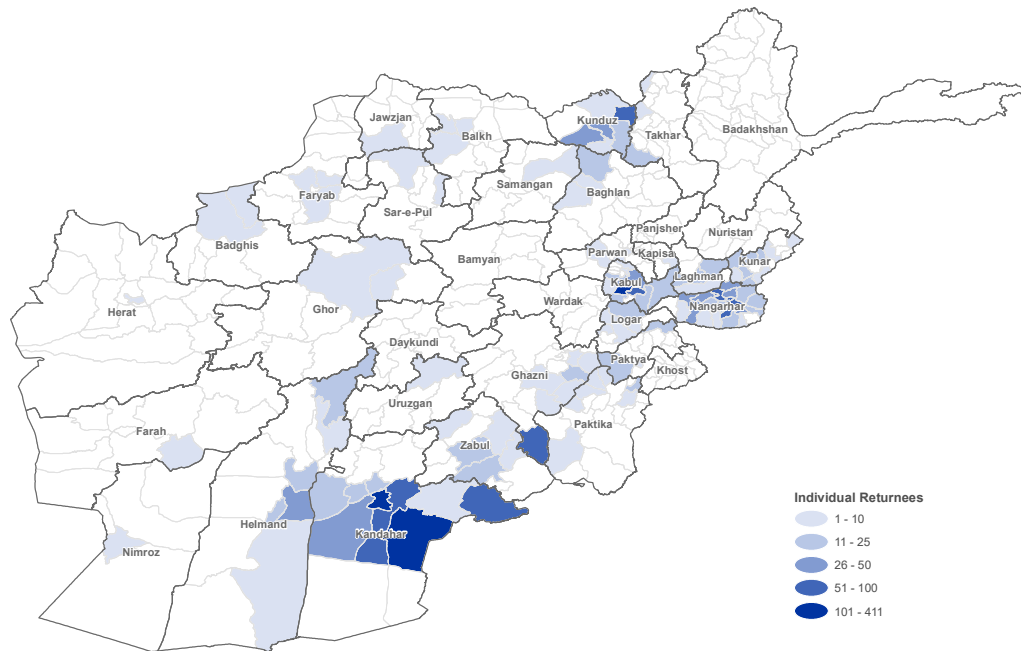 Jawzjan
Balkh
Kunduz
Takhar
Badakhshan
Faryab
Sar-e-Pul
Samangan
Baghlan
Badghis
Bamyan
Parwan
Panjsher
Kapisa
Nuristan
Kunar
Laghman
Kabul
Nangarhar
Herat
Ghor
Wardak
Logar
Daykundi
Paktya
Khost
Ghazni
Uruzgan
Paktika
Farah
Zabul
Helmand
Kandahar
Nimroz
Individual Returnees
1 - 10
11 - 25
26 - 50
51 - 100
101 - 411